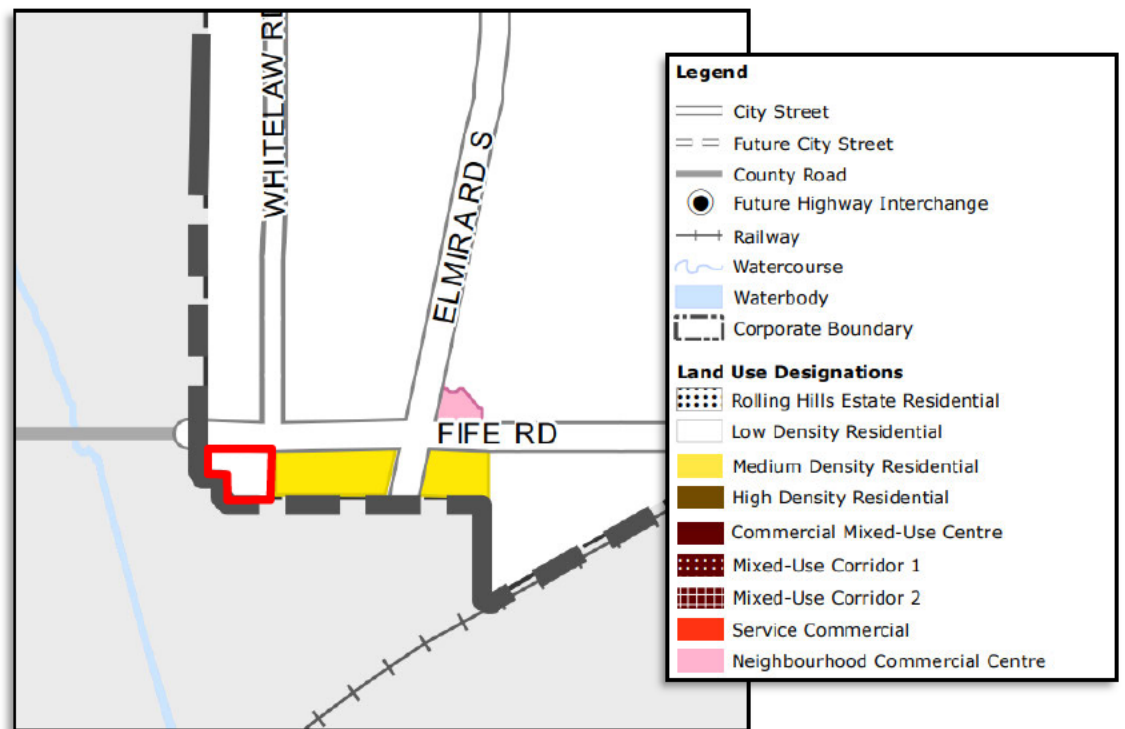 WHITELAW RD
ELMIRA RD S
FIFE RD
Legend
City Street
Future City Street
County Road
Future Highway Interchange
Railway
Watercourse
Waterbody
Corporate Boundary
Land Use Designations
Rolling Hills Estate Residential
Low Density Residential
Medium Density Residential
High Density Residential
Commercial Mixed-Use Centre
Mixed-Use Corridor 1
Mixed-Use Corridor 2
Service Commercial
Neighbourhood Commercial Centre